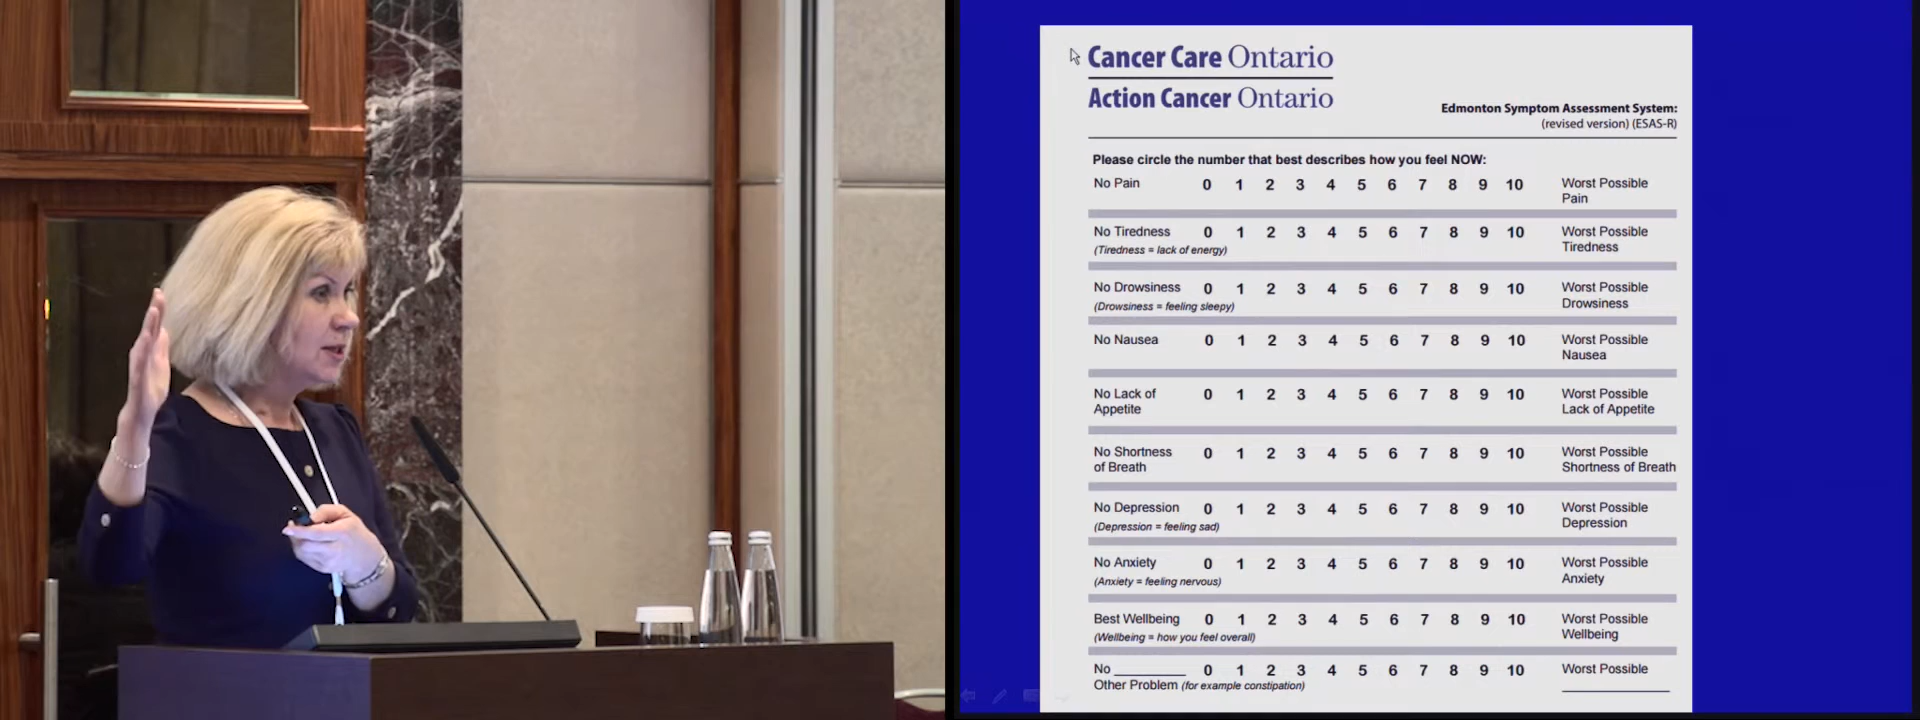 Cancer Care Ontario
Action Cancer Ontario
Edmonton Symptom Assessment System:
(revised version) (ESAS-R)
Please circle the number that best describes how you feel NOW:
No Pain 0 1 2 3 4 5 6 7 8 9 10 Worst Possible
Pain
No Tiredness 0 1 2 3 4 5 6 7 8 9 10 Worst Possible
(Tiredness = lack of energy) Tiredness
No Drowsiness 0 1 2 3 4 5 6 7 8 9 10 Worst Possible
(Drowsiness = feeling sleepy) Drowsiness
No Nausea 0 1 2 3 4 5 6 7 8 9 10 Worst Possible
Nausea
No Lack of 0 1 2 3 4 5 6 7 8 9 10 Worst Possible
Appetite Lack of Appetite
No Shortness 0 1 2 3 4 5 6 7 8 9 10 Worst Possible
of Breath Shortness of Breath
No Depression 0 1 2 3 4 5 6 7 8 9 10 Worst Possible
(Depression = feeling sad) Depression
No Anxiety 0 1 2 3 4 5 6 7 8 9 10 Worst Possible
(Anxiety = feeling nervous) Anxiety
Best Wellbeing 0 1 2 3 4 5 6 7 8 9 10 Worst Possible
(Wellbeing = how you feel overall) Wellbeing
No __________ 0 1 2 3 4 5 6 7 8 9 10 Worst Possible
Other Problem (for example constipation) _______________